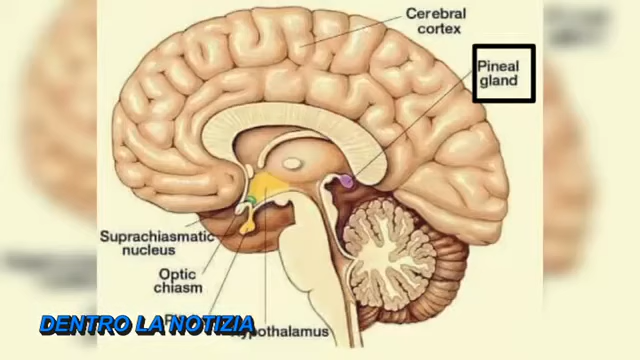 Cerebral
cortex
Pineal
gland
Suprachiasmatic
nucleus
Optic
chiasm
DENTRO LA NOTIZIA